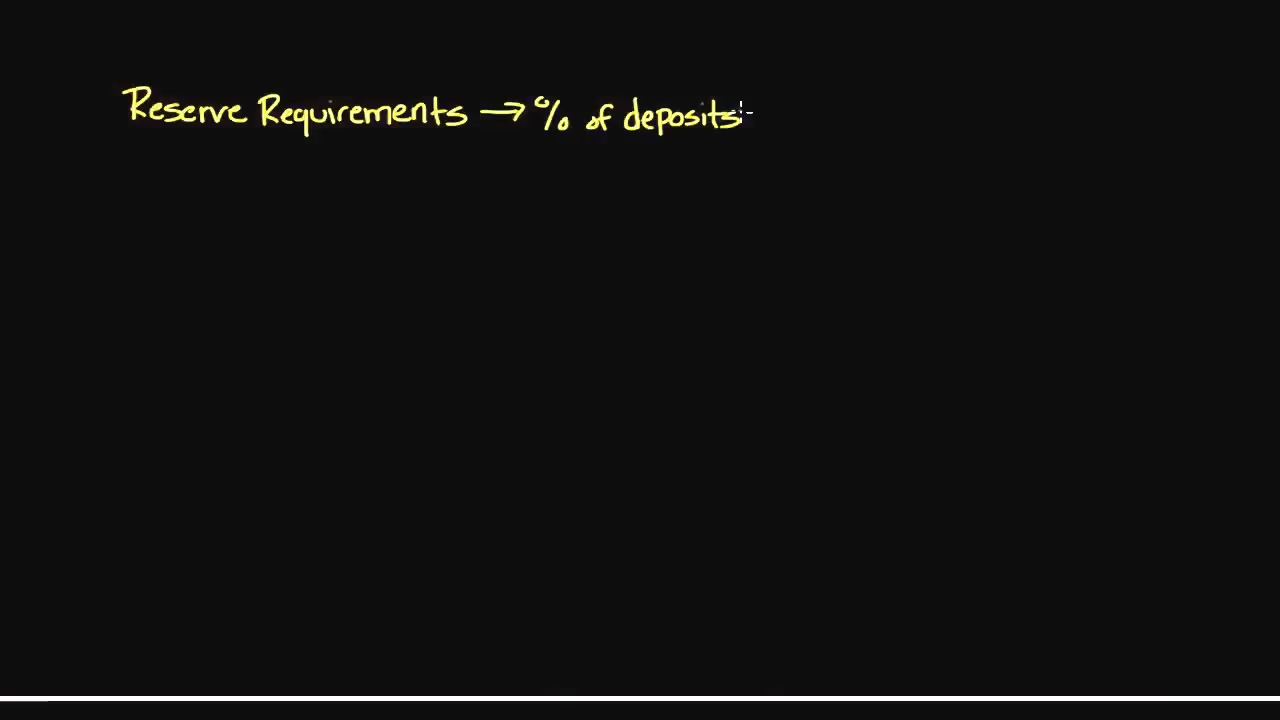 Reserve Requirements → % of deposits